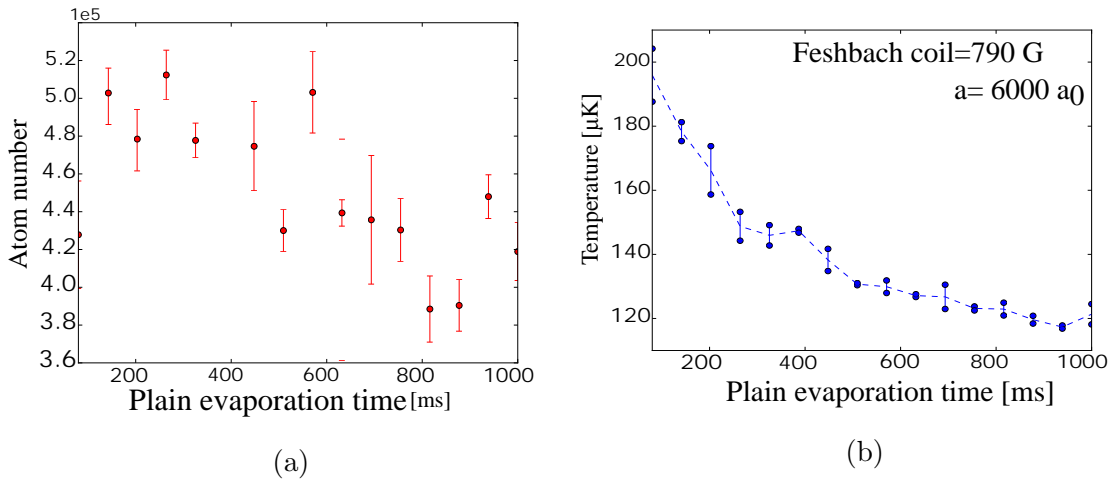 1e5
5.2
5.0
4.8
4.6
4.4
4.2
4.0
3.8
3.6
Atom number
200 400 600 800 1000
Plain evaporation time [ms]
(a)
200
180
160
140
120
Temperature [μK]
Feshbach coil=790 G
a= 6000 a0
200 400 600 800 1000
Plain evaporation time [ms]
(b)